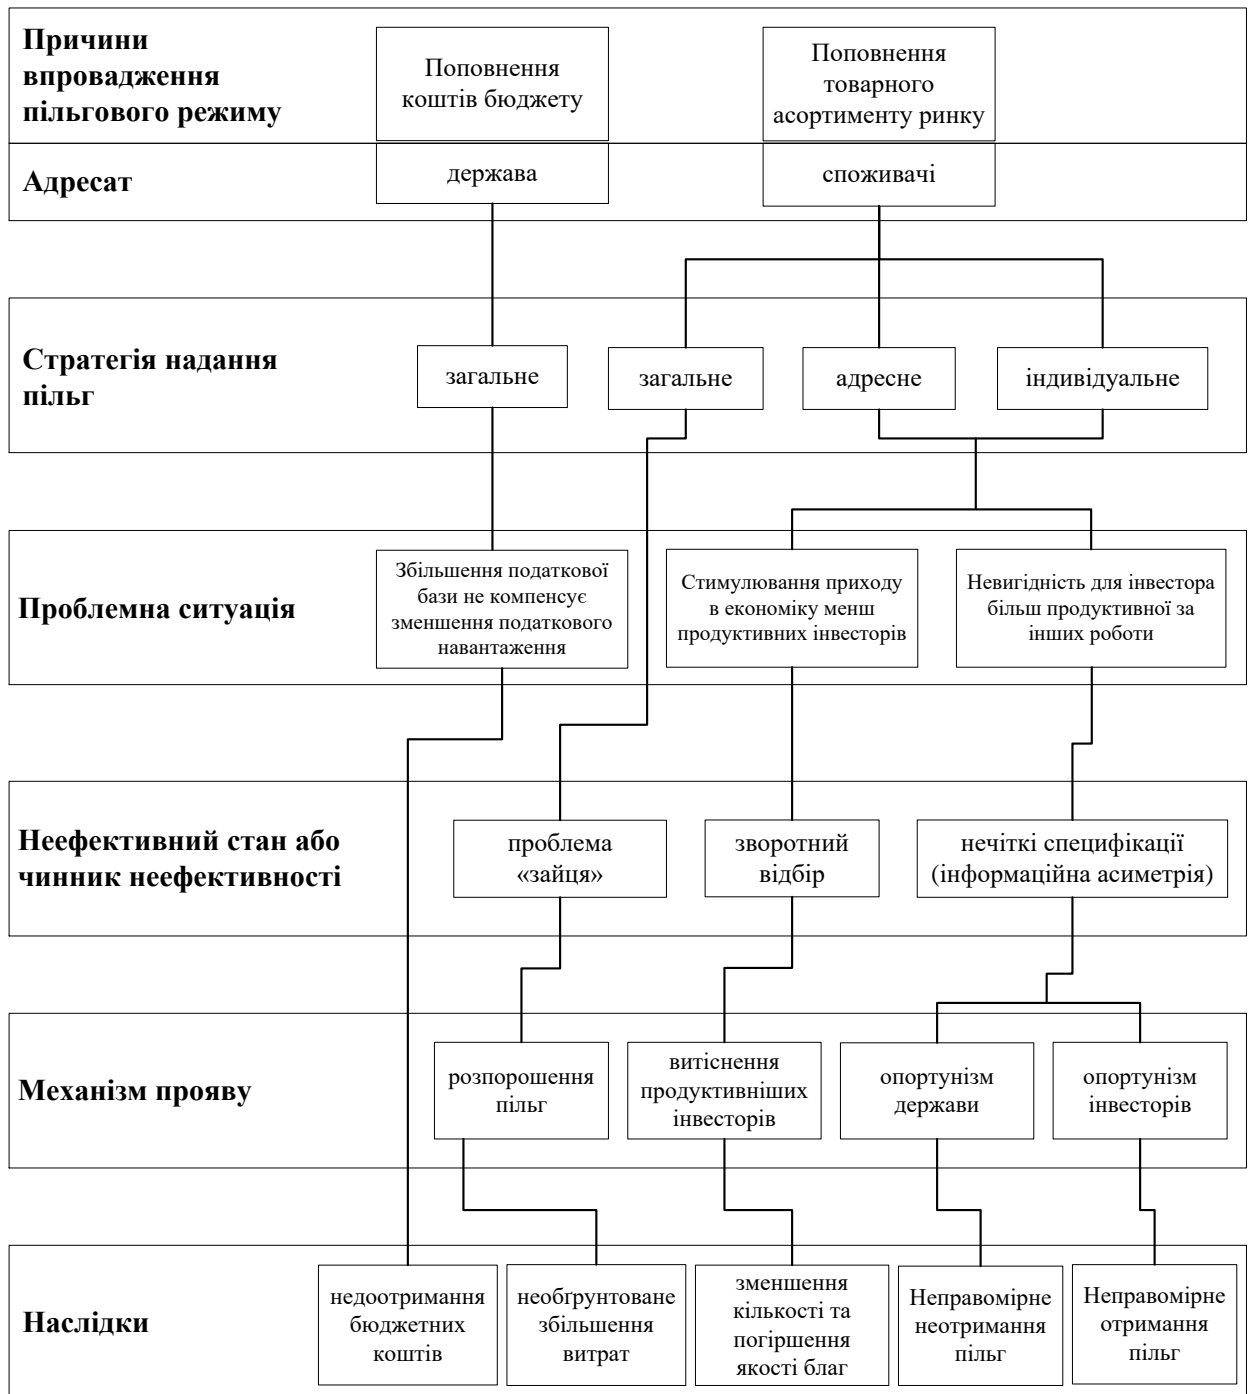 Причини
впровадження
пільгового режиму
Поповнення
коштів бюджету
Поповнення
товарного
асортименту ринку
Адресат
держава
споживачі
Стратегія надання
пільг
загальне
загальне
адресне
індивідуальне
Проблемна ситуація
Збільшення податкової
бази не компенсує
зменшення податкового
навантаження
Стимулювання приходу
в економіку менш
продуктивних інвесторів
Невигідність для інвестора
більш продуктивної за
інших роботи
Неефективний стан або
чинник неефективності
проблема
«зайця»
зворотний
відбір
нечіткі специфікації
(інформаційна асиметрія)
Механізм прояву
розпорошення
пільг
витіснення
продуктивніших
інвесторів
опортунізм
держави
опортунізм
інвесторів
Наслідки
недоотримання
бюджетних
коштів
необґрунтоване
збільшення
витрат
зменшення
кількості та
погіршення
якості благ
Неправомірне
неотримання
пільг
Неправомірне
отримання
пільг